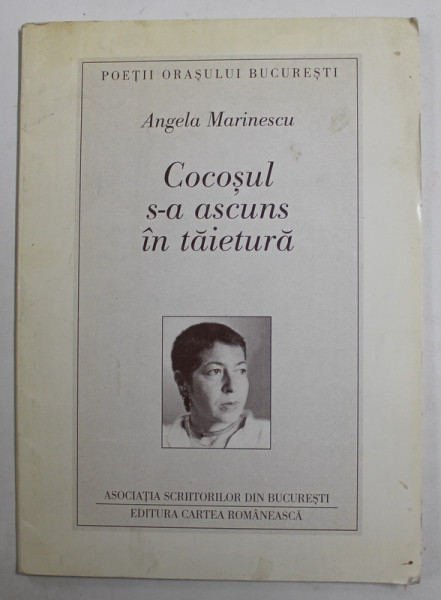 POEȚII ORAȘULUI BUCUREȘTI
Angela Marinescu
Cocoșul
s-a ascuns
în tăietură
ASOCIAȚIA SCRIITORILOR DIN BUCUREȘTI
EDITURA CARTEA ROMÂNEASCĂ